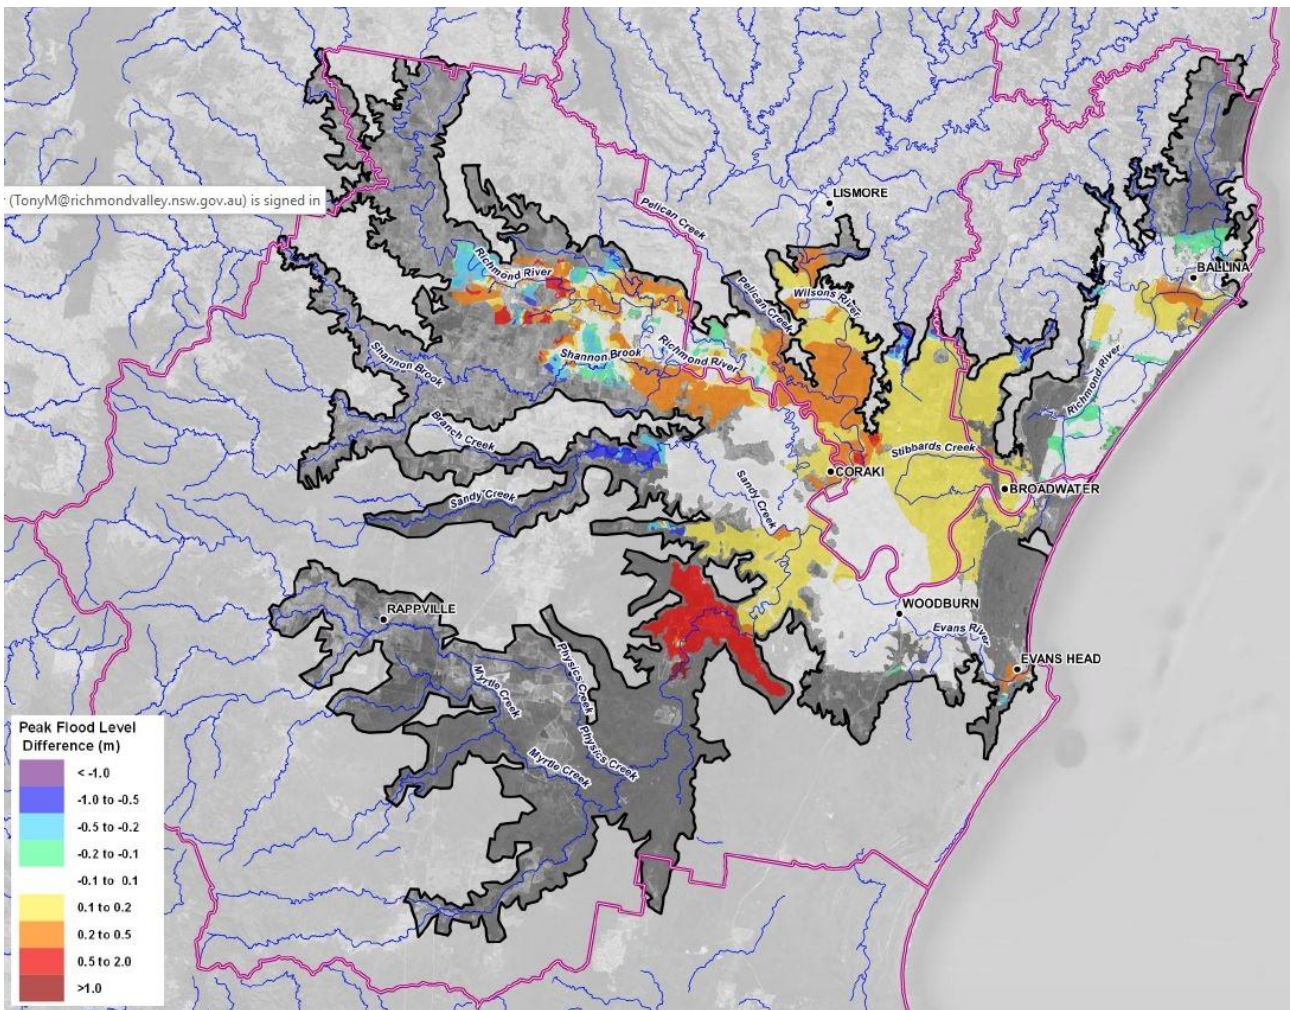 Pelican Creek
LISMORE
(TonyM@richmondvalley.nsw.gov.au) is signed in
Richmond River
Pelican Creek
Wilsons River
BALLINA
Shannon Brook
Shannon Brook
Richmond River
Richmond River
Branch Creek
Stibbards Creek
CORAKI
Sandy Creek
Sandy Creek
BROADWATER
RAPPVILLE
WOODBURN
Evans River
EVANS HEAD
Physics Creek
Myrtle Creek
Physics Creek
Myrtle Creek
Peak Flood Level
Difference (m)
< -1.0
-1.0 to -0.5
-0.5 to -0.2
-0.2 to -0.1
-0.1 to 0.1
0.1 to 0.2
0.2 to 0.5
0.5 to 2.0
>1.0